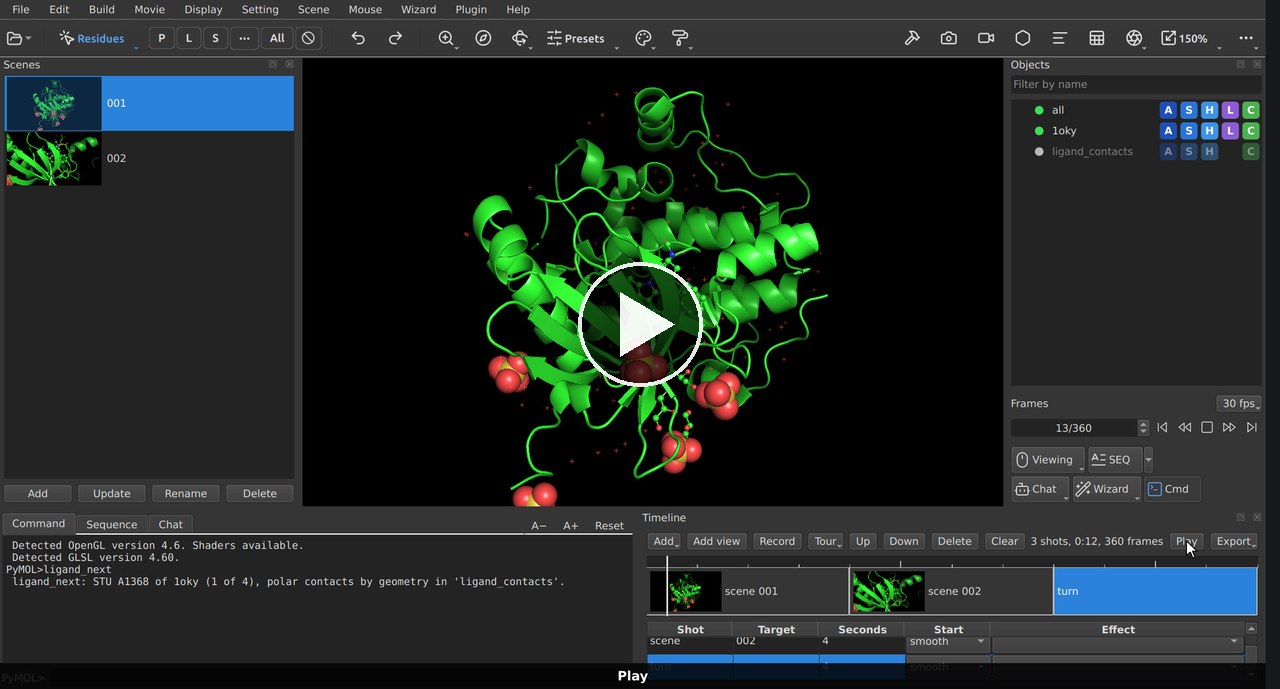 File Edit Build Movie Display Setting Scene Mouse Wizard Plugin Help
Residues P L S ... All Presets 150%
Scenes
001
002
Add Update Rename Delete
Objects
Filter by name
all A S H L C
1oky A S H L C
ligand_contacts A S H C
Frames 30 fps
13/360
Viewing SEQ
Chat Wizard Cmd
Command Sequence Chat A− A+ Reset
Detected OpenGL version 4.6. Shaders available.
Detected GLSL version 4.60.
PyMOL>ligand_next
ligand_next: STU A1368 of 1oky (1 of 4), polar contacts by geometry in 'ligand_contacts'.
PyMOL>
Timeline
Add Add view Record Tour Up Down Delete Clear 3 shots, 0:12, 360 frames Play Export
scene 001 scene 002 turn
Shot Target Seconds Start Effect
scene 002 4 smooth
turn 4 smooth
Play